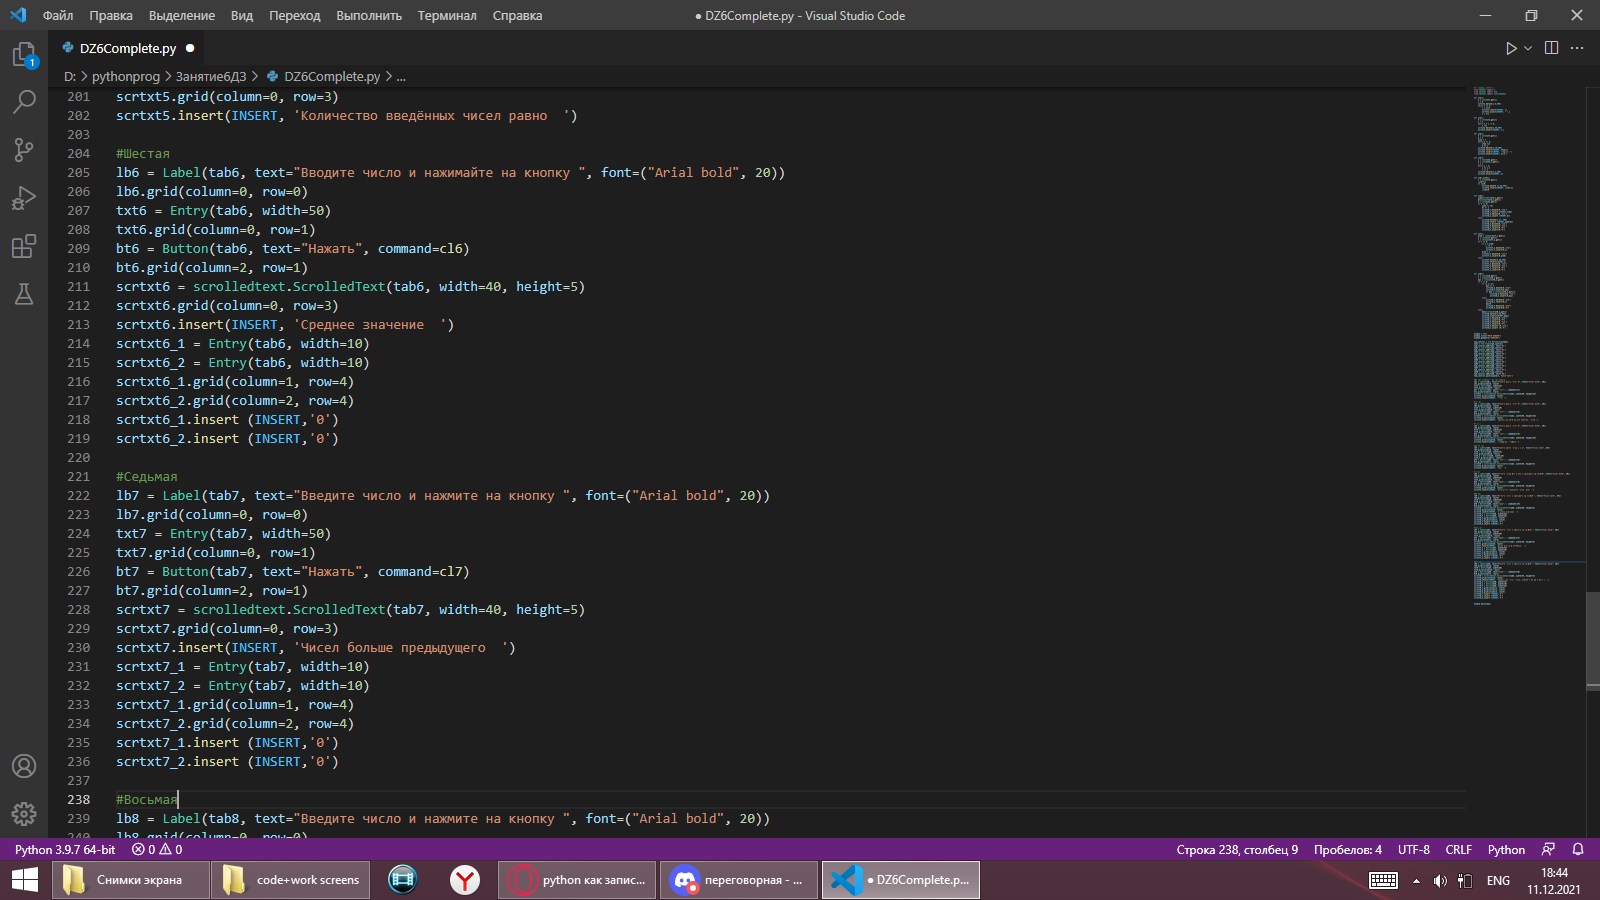 Файл Правка Выделение Вид Переход Выполнить Терминал Справка ● DZ6Complete.py - Visual Studio Code
DZ6Complete.py ●
D: > pythonprog > Занятие6ДЗ > DZ6Complete.py > ...
1
201 scrtxt5.grid(column=0, row=3)
202 scrtxt5.insert(INSERT, 'Количество введённых чисел равно  ')
203
204 #Шестая
205 lb6 = Label(tab6, text="Вводите число и нажимайте на кнопку ", font=("Arial bold", 20))
206 lb6.grid(column=0, row=0)
207 txt6 = Entry(tab6, width=50)
208 txt6.grid(column=0, row=1)
209 bt6 = Button(tab6, text="Нажать", command=cl6)
210 bt6.grid(column=2, row=1)
211 scrtxt6 = scrolledtext.ScrolledText(tab6, width=40, height=5)
212 scrtxt6.grid(column=0, row=3)
213 scrtxt6.insert(INSERT, 'Среднее значение  ')
214 scrtxt6_1 = Entry(tab6, width=10)
215 scrtxt6_2 = Entry(tab6, width=10)
216 scrtxt6_1.grid(column=1, row=4)
217 scrtxt6_2.grid(column=2, row=4)
218 scrtxt6_1.insert (INSERT,'0')
219 scrtxt6_2.insert (INSERT,'0')
220
221 #Седьмая
222 lb7 = Label(tab7, text="Введите число и нажмите на кнопку ", font=("Arial bold", 20))
223 lb7.grid(column=0, row=0)
224 txt7 = Entry(tab7, width=50)
225 txt7.grid(column=0, row=1)
226 bt7 = Button(tab7, text="Нажать", command=cl7)
227 bt7.grid(column=2, row=1)
228 scrtxt7 = scrolledtext.ScrolledText(tab7, width=40, height=5)
229 scrtxt7.grid(column=0, row=3)
230 scrtxt7.insert(INSERT, 'Чисел больше предыдущего  ')
231 scrtxt7_1 = Entry(tab7, width=10)
232 scrtxt7_2 = Entry(tab7, width=10)
233 scrtxt7_1.grid(column=1, row=4)
234 scrtxt7_2.grid(column=2, row=4)
235 scrtxt7_1.insert (INSERT,'0')
236 scrtxt7_2.insert (INSERT,'0')
237
238 #Восьмая
239 lb8 = Label(tab8, text="Введите число и нажмите на кнопку ", font=("Arial bold", 20))
240 lb8.grid(column=0, row=0)
Python 3.9.7 64-bit 0 0 Строка 238, столбец 9 Пробелов: 4 UTF-8 CRLF Python
Снимки экрана code+work screens python как запис... переговорная - ... ● DZ6Complete.p... ENG 18:44
11.12.2021